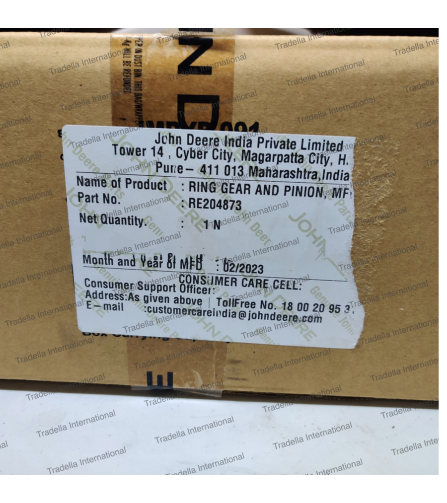 John Deere India Private Limited
Tower 14 , Cyber City, Magarpatta City, H.
Pune - 411 013 Maharashtra,India
Name of Product : RING GEAR AND PINION, MF
Part No. : RE204873
Net Quantity. : 1 N
Month and Year of MFD : 02/2023
CONSUMER CARE CELL:
Consumer Support Officer:
Address:As given above | TollFree No. 18 00 20 95 3
E-mail :customercareindia@johndeere.com
Tradella International